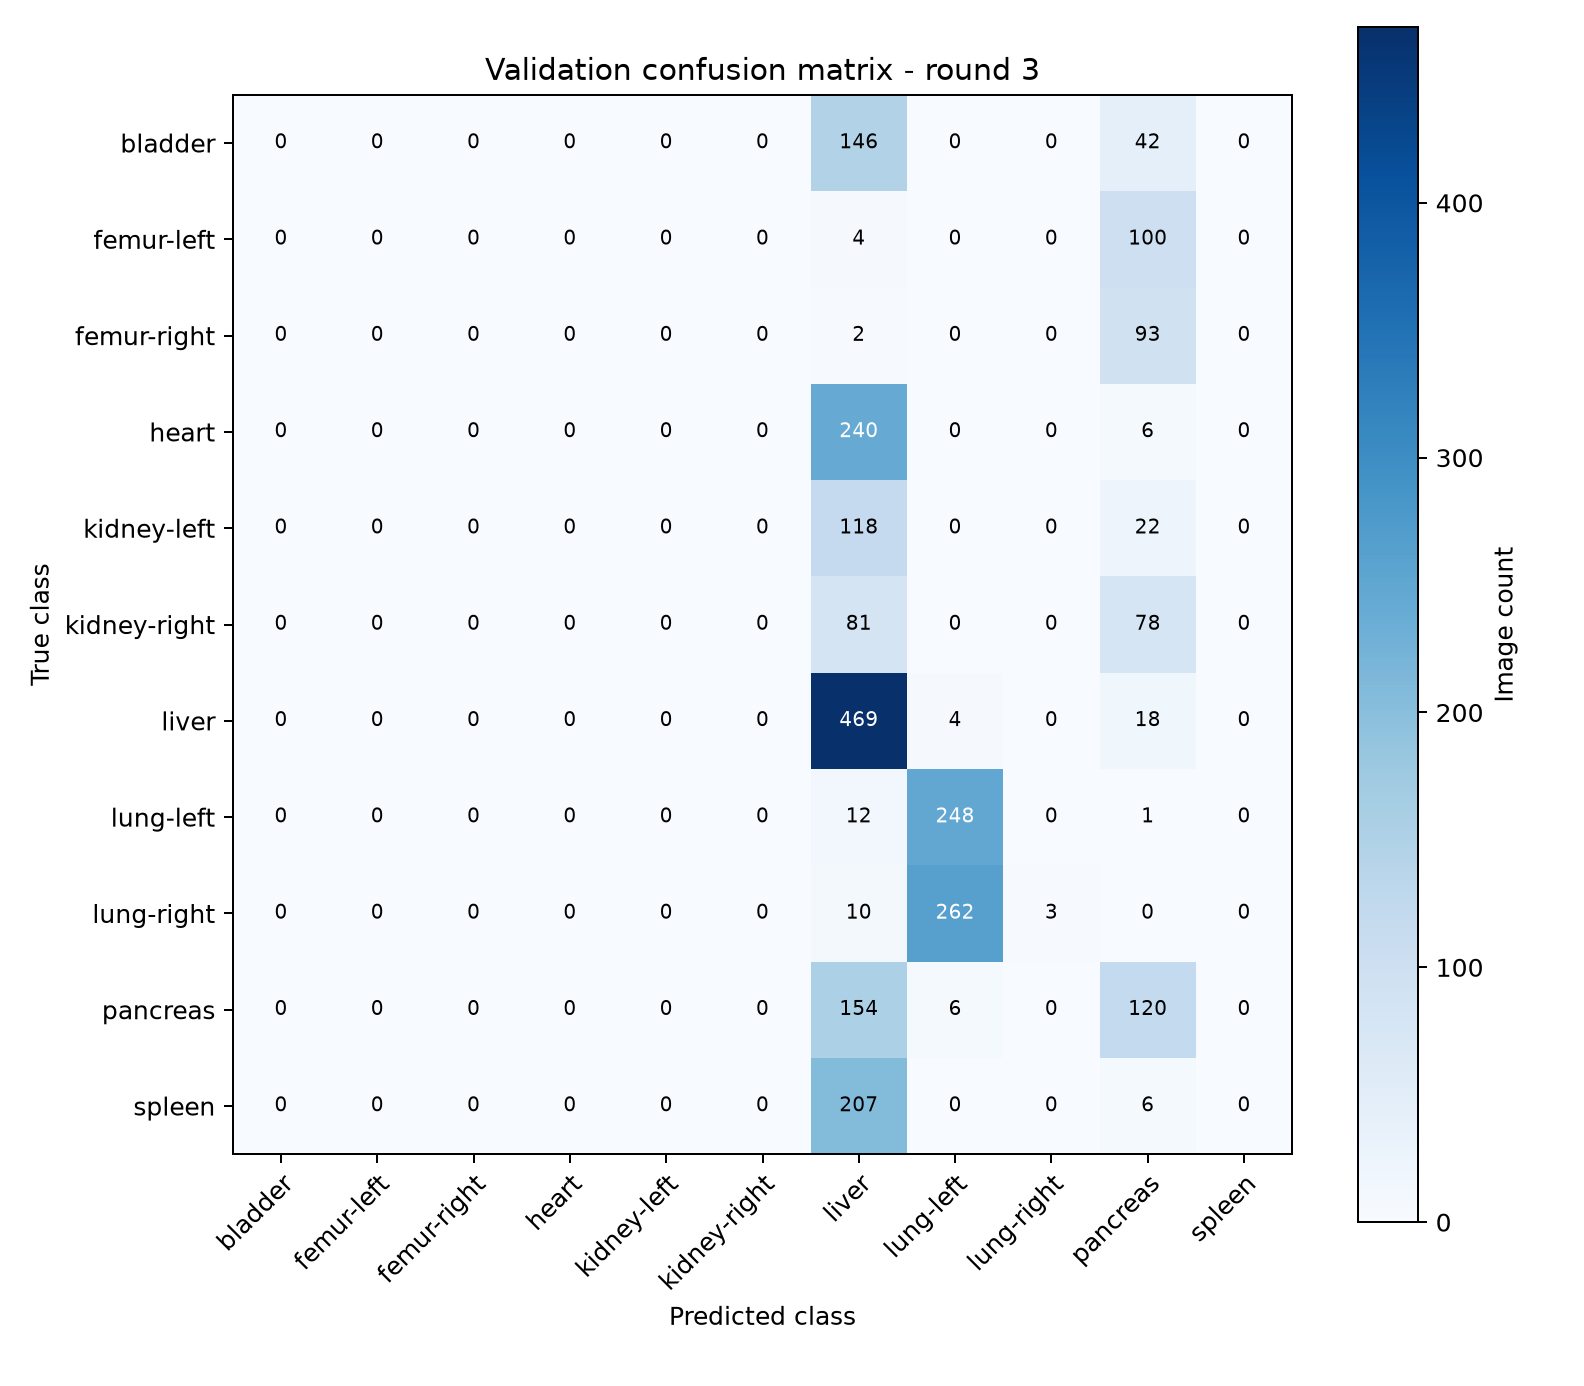 Validation confusion matrix - round 3
bladder 0 0 0 0 0 0 146 0 0 42 0
femur-left 0 0 0 0 0 0 4 0 0 100 0
femur-right 0 0 0 0 0 0 2 0 0 93 0
heart 0 0 0 0 0 0 240 0 0 6 0
kidney-left 0 0 0 0 0 0 118 0 0 22 0
kidney-right 0 0 0 0 0 0 81 0 0 78 0
liver 0 0 0 0 0 0 469 4 0 18 0
lung-left 0 0 0 0 0 0 12 248 0 1 0
lung-right 0 0 0 0 0 0 10 262 3 0 0
pancreas 0 0 0 0 0 0 154 6 0 120 0
spleen 0 0 0 0 0 0 207 0 0 6 0
True class
bladder femur-left femur-right heart kidney-left kidney-right liver lung-left lung-right pancreas spleen
Predicted class
400
300
200
100
0
Image count